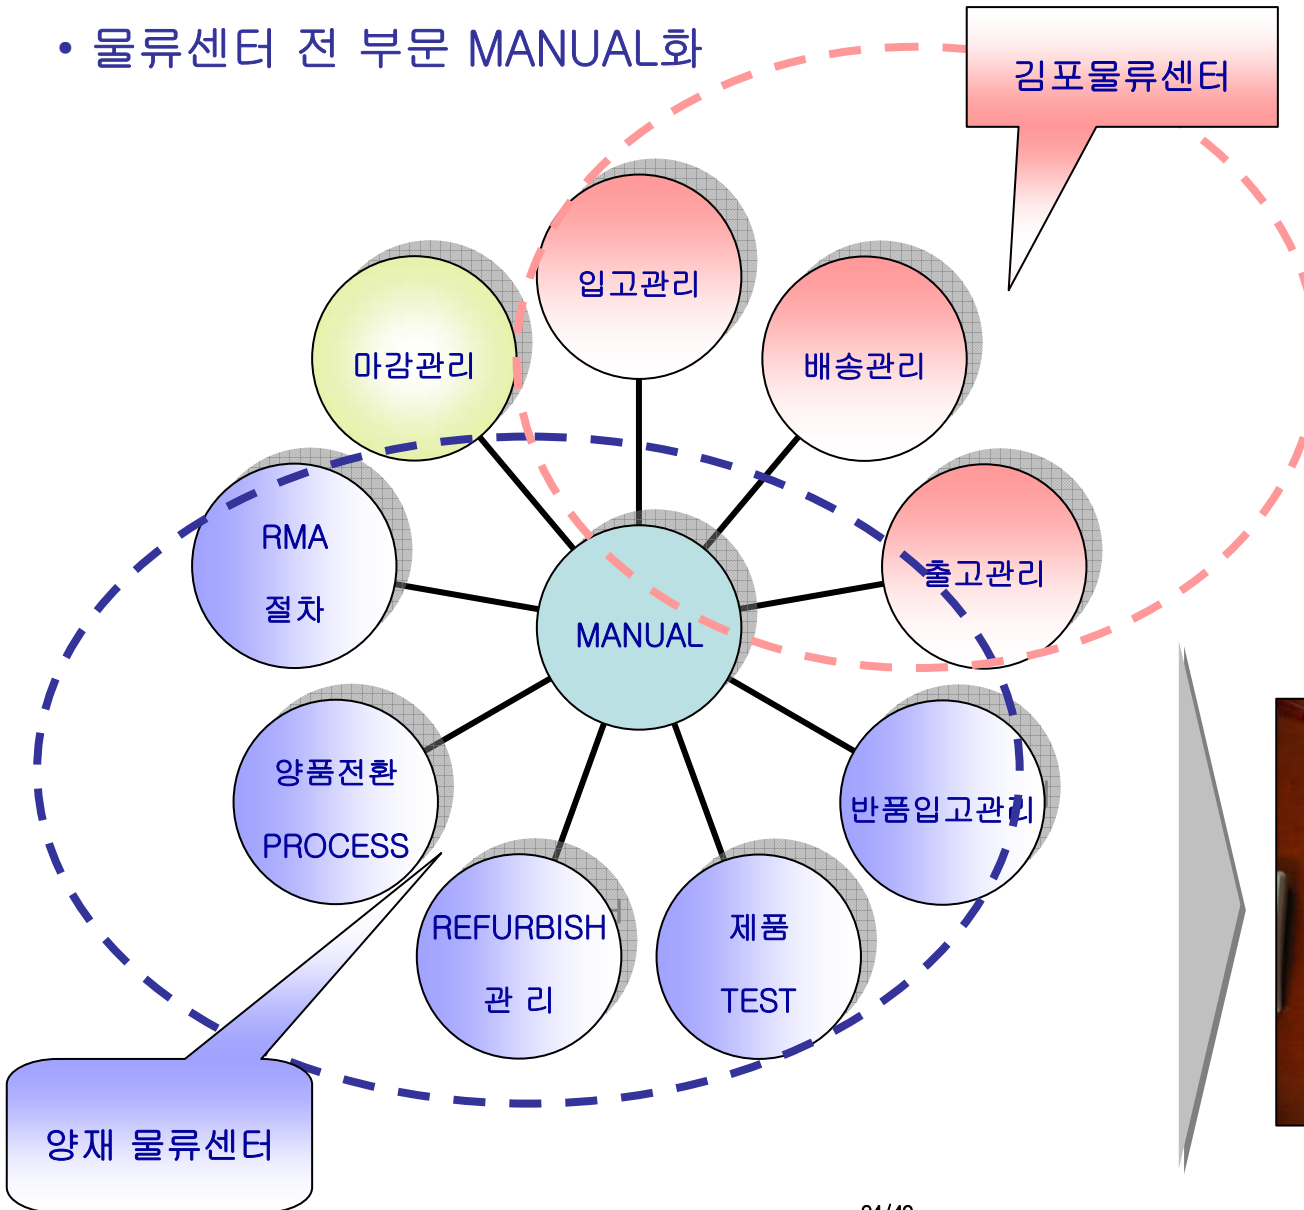 • 물류센터 전 부문 MANUAL화
김포물류센터
입고관리
마감관리
배송관리
RMA
절차
출고관리
MANUAL
양품전환
PROCESS
반품입고관리
REFURBISH
관 리
제품
TEST
양재 물류센터